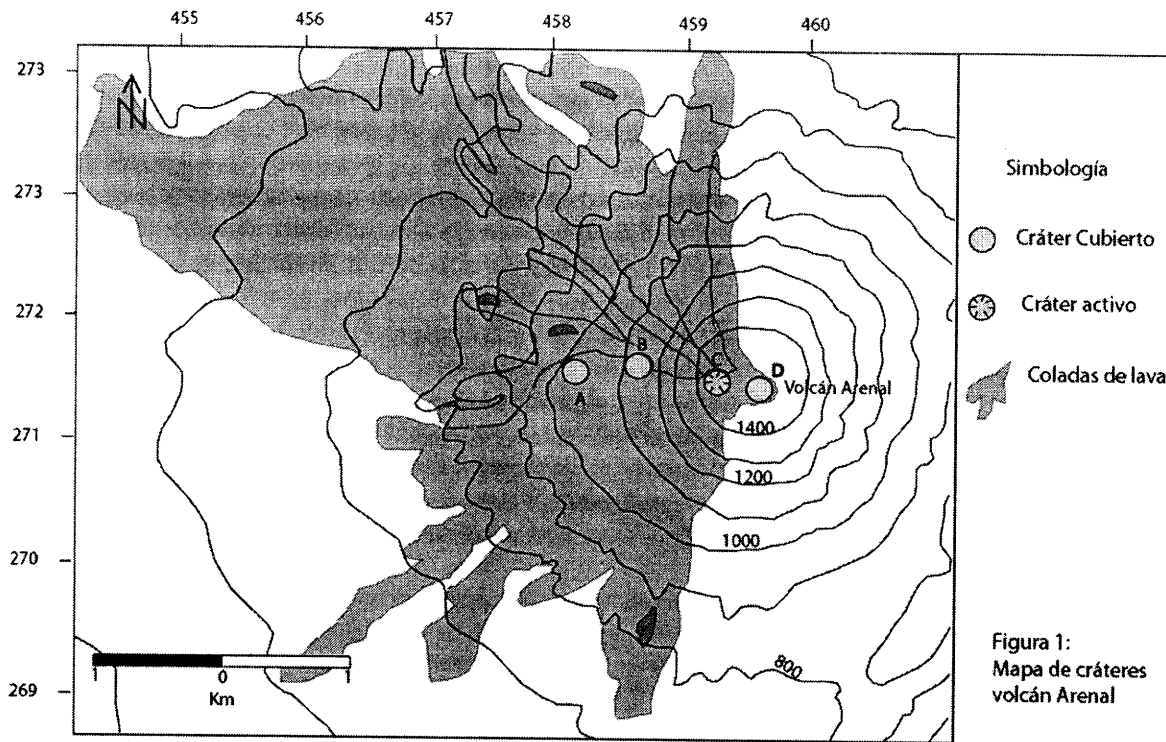 455 456 457 458 459 460
273
N
273
272
271
270
269
B
C
D
A
Volcán Arenal
1400
1200
1000
800
1 0 1
Km
Simbología
Cráter Cubierto
Cráter activo
Coladas de lava
Figura 1:
Mapa de cráteres
volcán Arenal